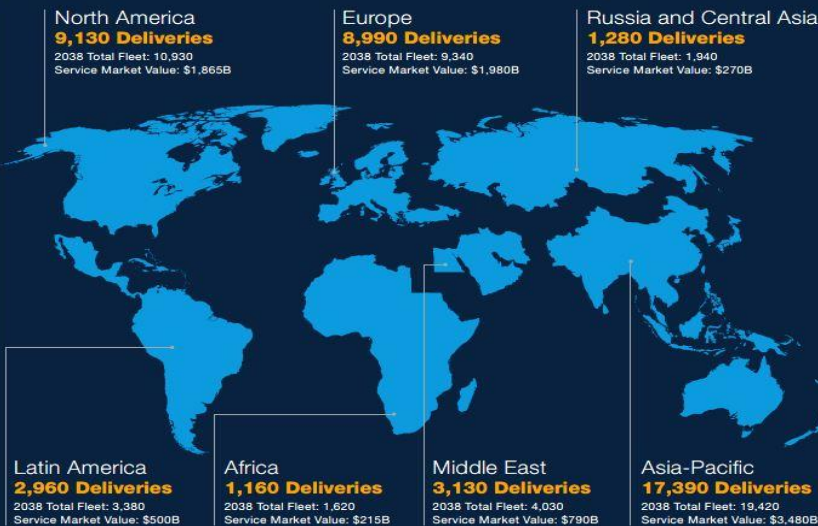 North America
9,130 Deliveries
2038 Total Fleet: 10,930
Service Market Value: $1,865B
Europe
8,990 Deliveries
2038 Total Fleet: 9,340
Service Market Value: $1,980B
Russia and Central Asia
1,280 Deliveries
2038 Total Fleet: 1,940
Service Market Value: $270B
Latin America
2,960 Deliveries
2038 Total Fleet: 3,380
Service Market Value: $500B
Africa
1,160 Deliveries
2038 Total Fleet: 1,620
Service Market Value: $215B
Middle East
3,130 Deliveries
2038 Total Fleet: 4,030
Service Market Value: $790B
Asia-Pacific
17,390 Deliveries
2038 Total Fleet: 19,420
Service Market Value: $3,480B